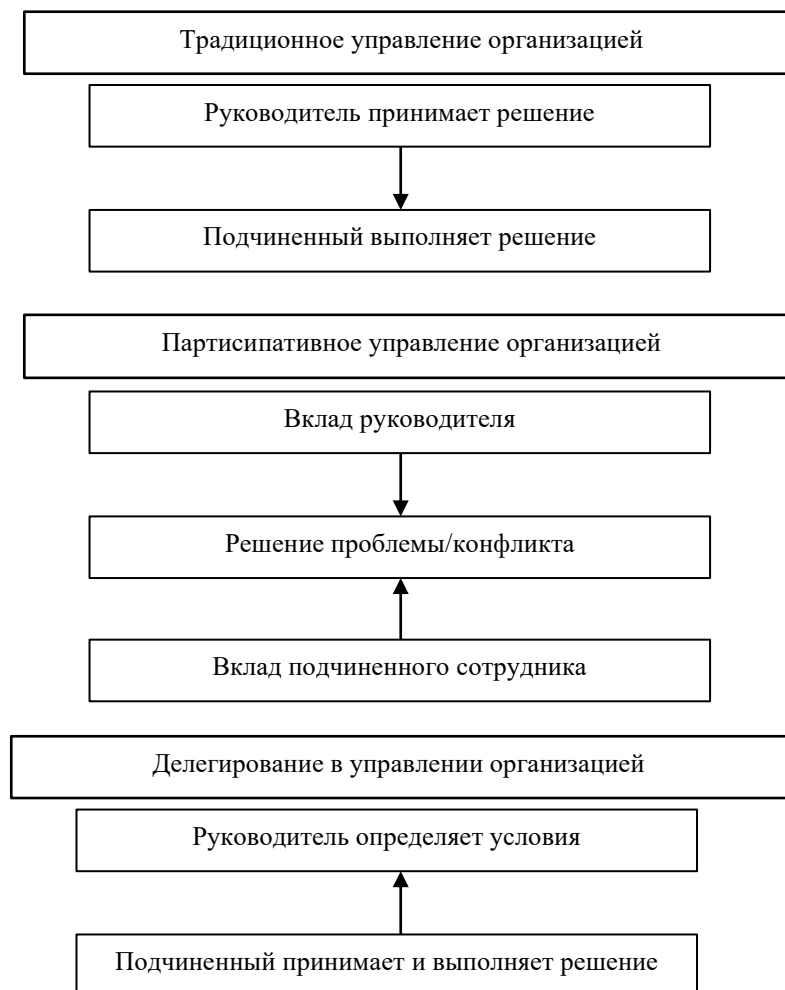 Традиционное управление организацией
Руководитель принимает решение
Подчиненный выполняет решение
Партисипативное управление организацией
Вклад руководителя
Решение проблемы/конфликта
Вклад подчиненного сотрудника
Делегирование в управлении организацией
Руководитель определяет условия
Подчиненный принимает и выполняет решение